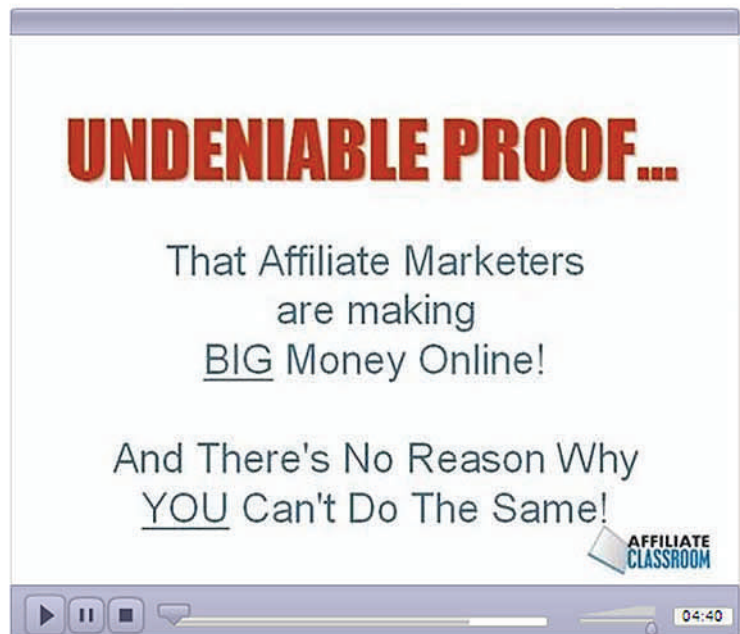 UNDENIABLE PROOF...
That Affiliate Marketers
are making
BIG Money Online!
And There's No Reason Why
YOU Can't Do The Same!
AFFILIATE
CLASSROOM
04:40